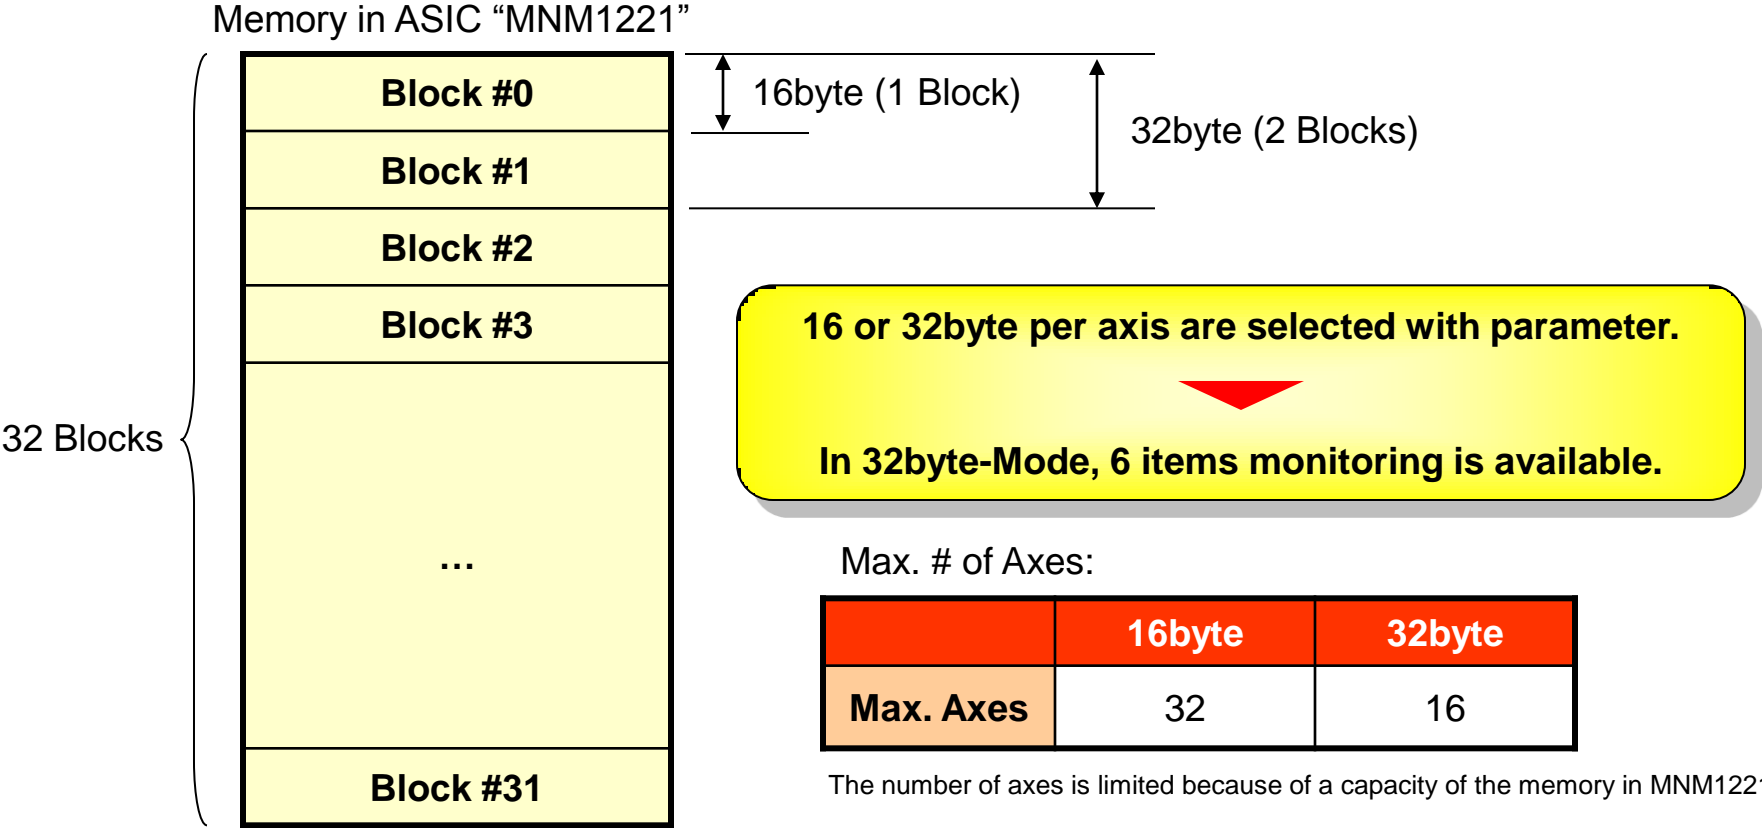 Memory in ASIC “MNM1221”
Block #0
16byte (1 Block)
Block #1
32byte (2 Blocks)
Block #2
Block #3
16 or 32byte per axis are selected with parameter.
32 Blocks
In 32byte-Mode, 6 items monitoring is available.
...
Max. # of Axes:
16byte 32byte
Max. Axes 32 16
Block #31
The number of axes is limited because of a capacity of the memory in MNM1221